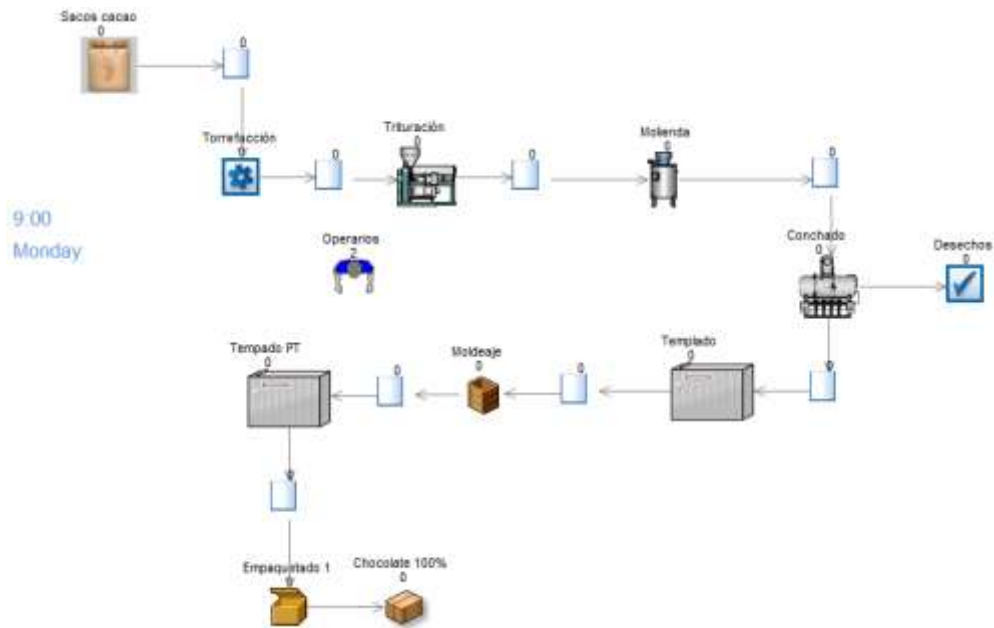 Sacos cacao
0
0
Torrefacción
0
0
Trituración
0
0
Molienda
0
0
9:00
Monday
Operarios
2
Conchado
0
Desechos
0
Tempado PT
0
0
Moldeaje
0
0
Templado
0
0
0
Empaquetado 1
0
Chocolate 100%
0